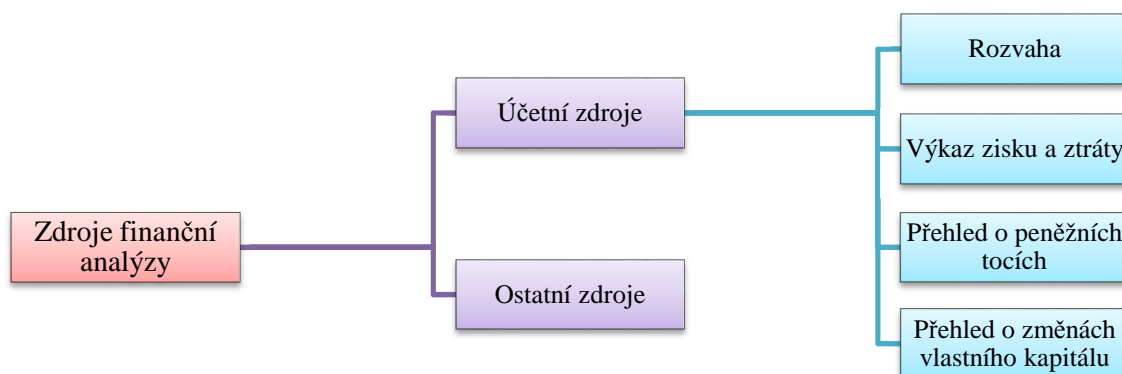 Zdroje finanční
analýzy
Účetní zdroje
Ostatní zdroje
Rozvaha
Výkaz zisku a ztráty
Přehled o peněžních
tocích
Přehled o změnách
vlastního kapitálu